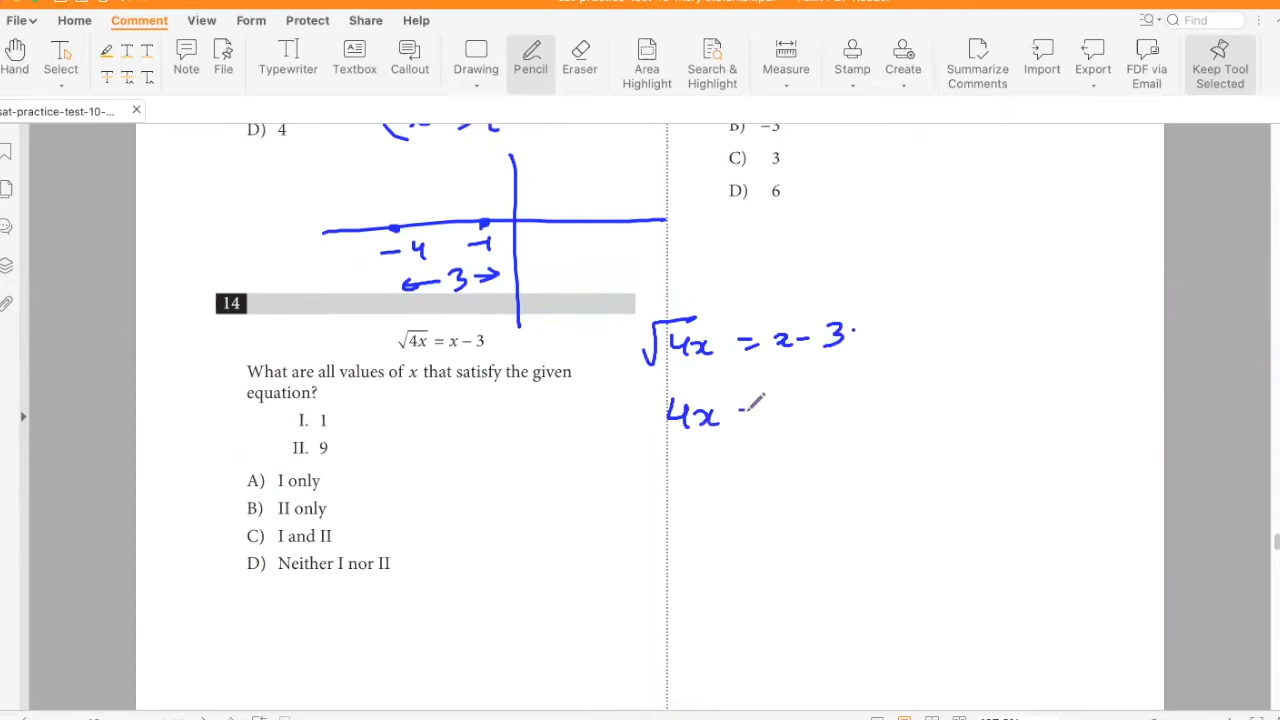 File Home Comment View Form Protect Share Help Find
Hand Select Note File Typewriter Textbox Callout Drawing Pencil Eraser Area Highlight Search & Highlight Measure Stamp Create Summarize Comments Import Export PDF via Email Keep Tool Selected
sat-practice-test-10-...
D) 4
-4 -1
3
14
√4x = x − 3
What are all values of x that satisfy the given
equation?
I. 1
II. 9
A) I only
B) II only
C) I and II
D) Neither I nor II
B) −3
C) 3
D) 6
√4x = x - 3
4x -